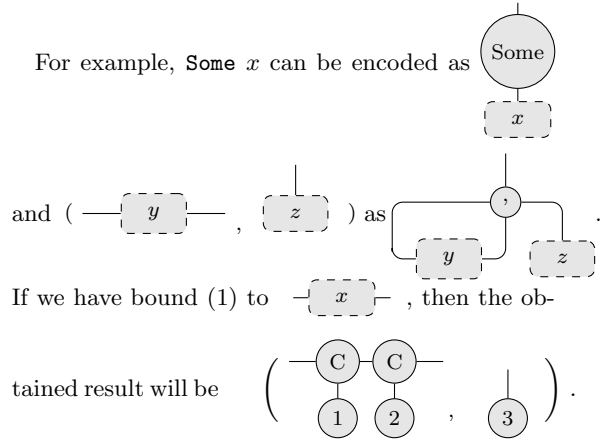 For example, Some x can be encoded as Some x
and ( y , z ) as , y z .
If we have bound (1) to x , then the ob-
tained result will be ( C C 1 2 , 3 ) .